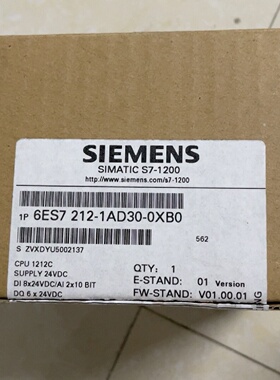 SIEMENS
SIMATIC S7-1200
http://www.siemens.com/s7-1200
1P 6ES7 212-1AD30-0XB0
S ZVXDYU5002137
562
CPU 1212C
SUPPLY 24VDC
DI 8x24VDC/AI 2x10 BIT
DQ 6 x 24VDC
QTY: 1
E-STAND: 01 Version
FW-STAND: V01.00.01